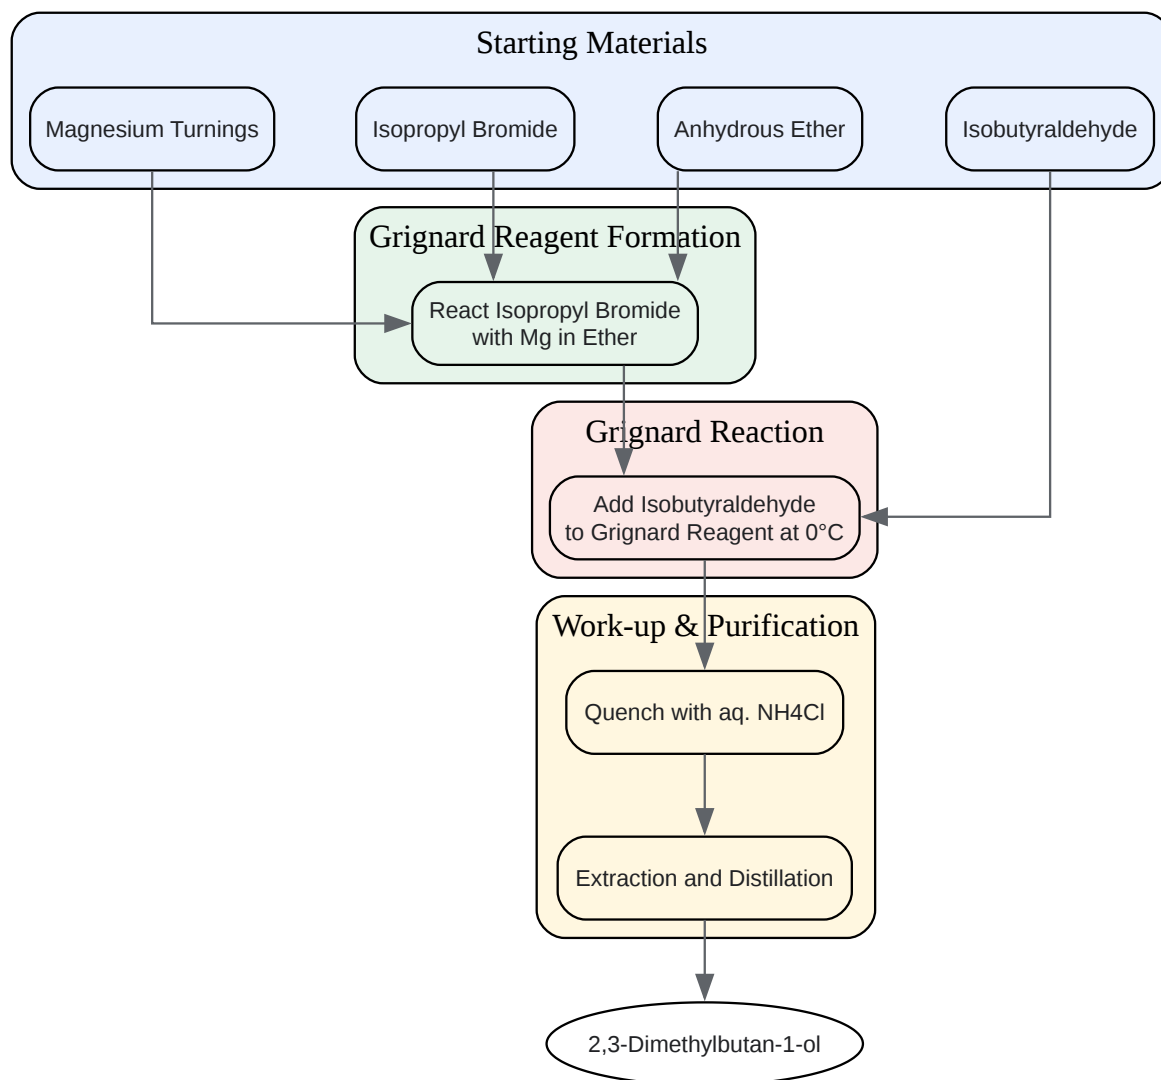 Starting Materials
Magnesium Turnings
Isopropyl Bromide
Anhydrous Ether
Isobutyraldehyde
Grignard Reagent Formation
React Isopropyl Bromide
with Mg in Ether
Grignard Reaction
Add Isobutyraldehyde
to Grignard Reagent at 0°C
Work-up & Purification
Quench with aq. NH4Cl
Extraction and Distillation
2,3-Dimethylbutan-1-ol